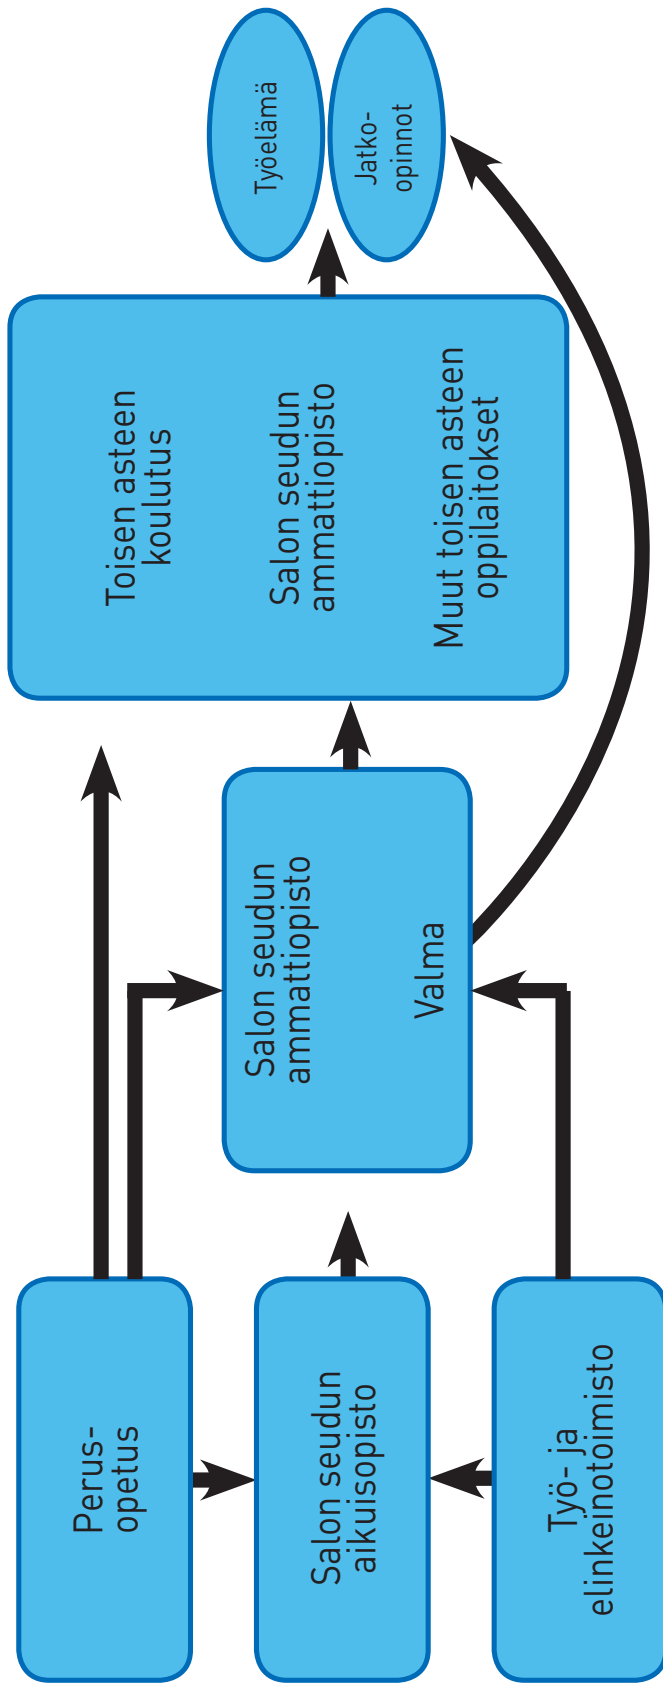 Perus-
opetus
Salon seudun
aikuisopisto
Työ- ja
elinkeinotoimisto
Salon seudun
ammattiopisto
Valma
Toisen asteen
koulutus
Salon seudun
ammattiopisto
Muut toisen asteen
oppilaitokset
Työelämä
Jatko-
opinnot